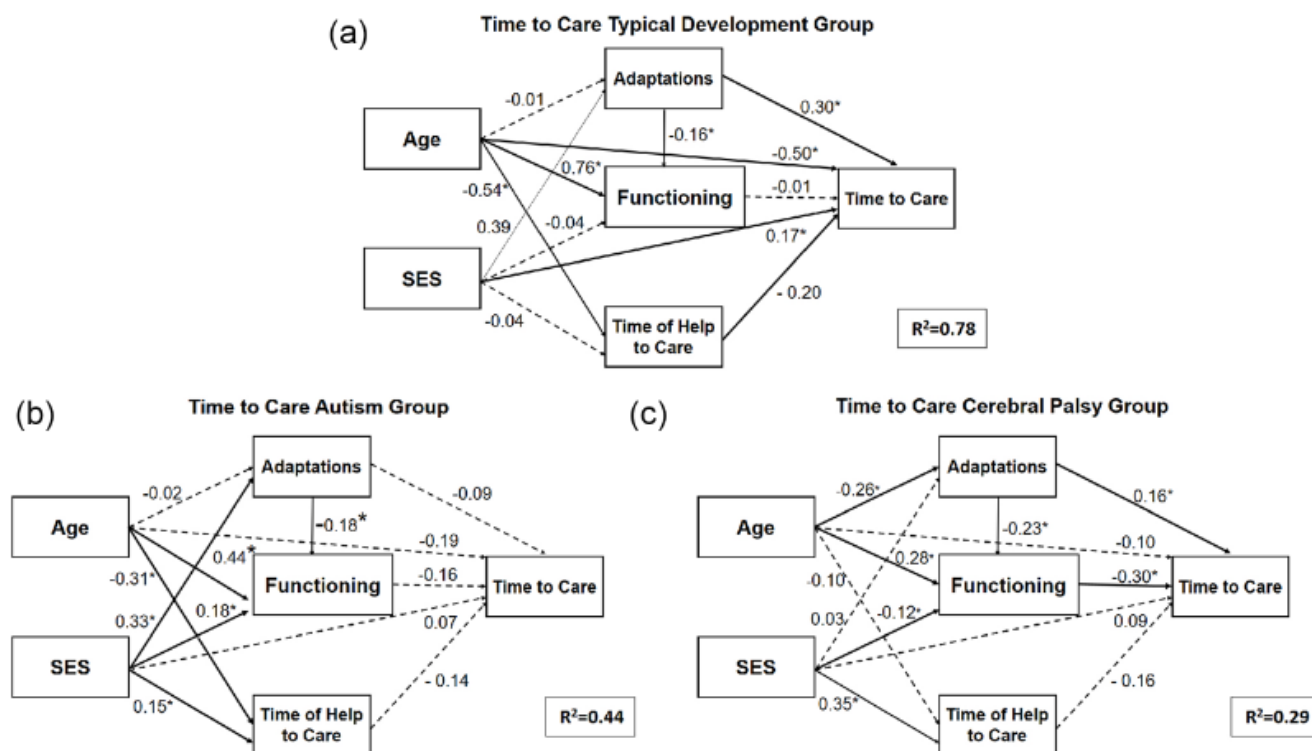 (a)
Time to Care Typical Development Group
Adaptations
-0.01
0.30*
Age
-0.16*
-0.50*
0.76*
-0.54*
Functioning
-0.01
Time to Care
0.39
-0.04
SES
0.17*
- 0.20
-0.04
Time of Help
to Care
R²=0.78
(b)
Time to Care Autism Group
Adaptations
-0.02
-0.09
Age
-0.18*
-0.19
0.44*
-0.31*
Functioning
-0.16
Time to Care
0.33*
0.18*
0.07
SES
- 0.14
0.15*
Time of Help
to Care
R²=0.44
(c)
Time to Care Cerebral Palsy Group
Adaptations
-0.26*
0.16*
Age
-0.23*
-0.10
0.28*
-0.10
Functioning
-0.30*
Time to Care
0.03
-0.12*
0.09
SES
- 0.16
0.35*
Time of Help
to Care
R²=0.29